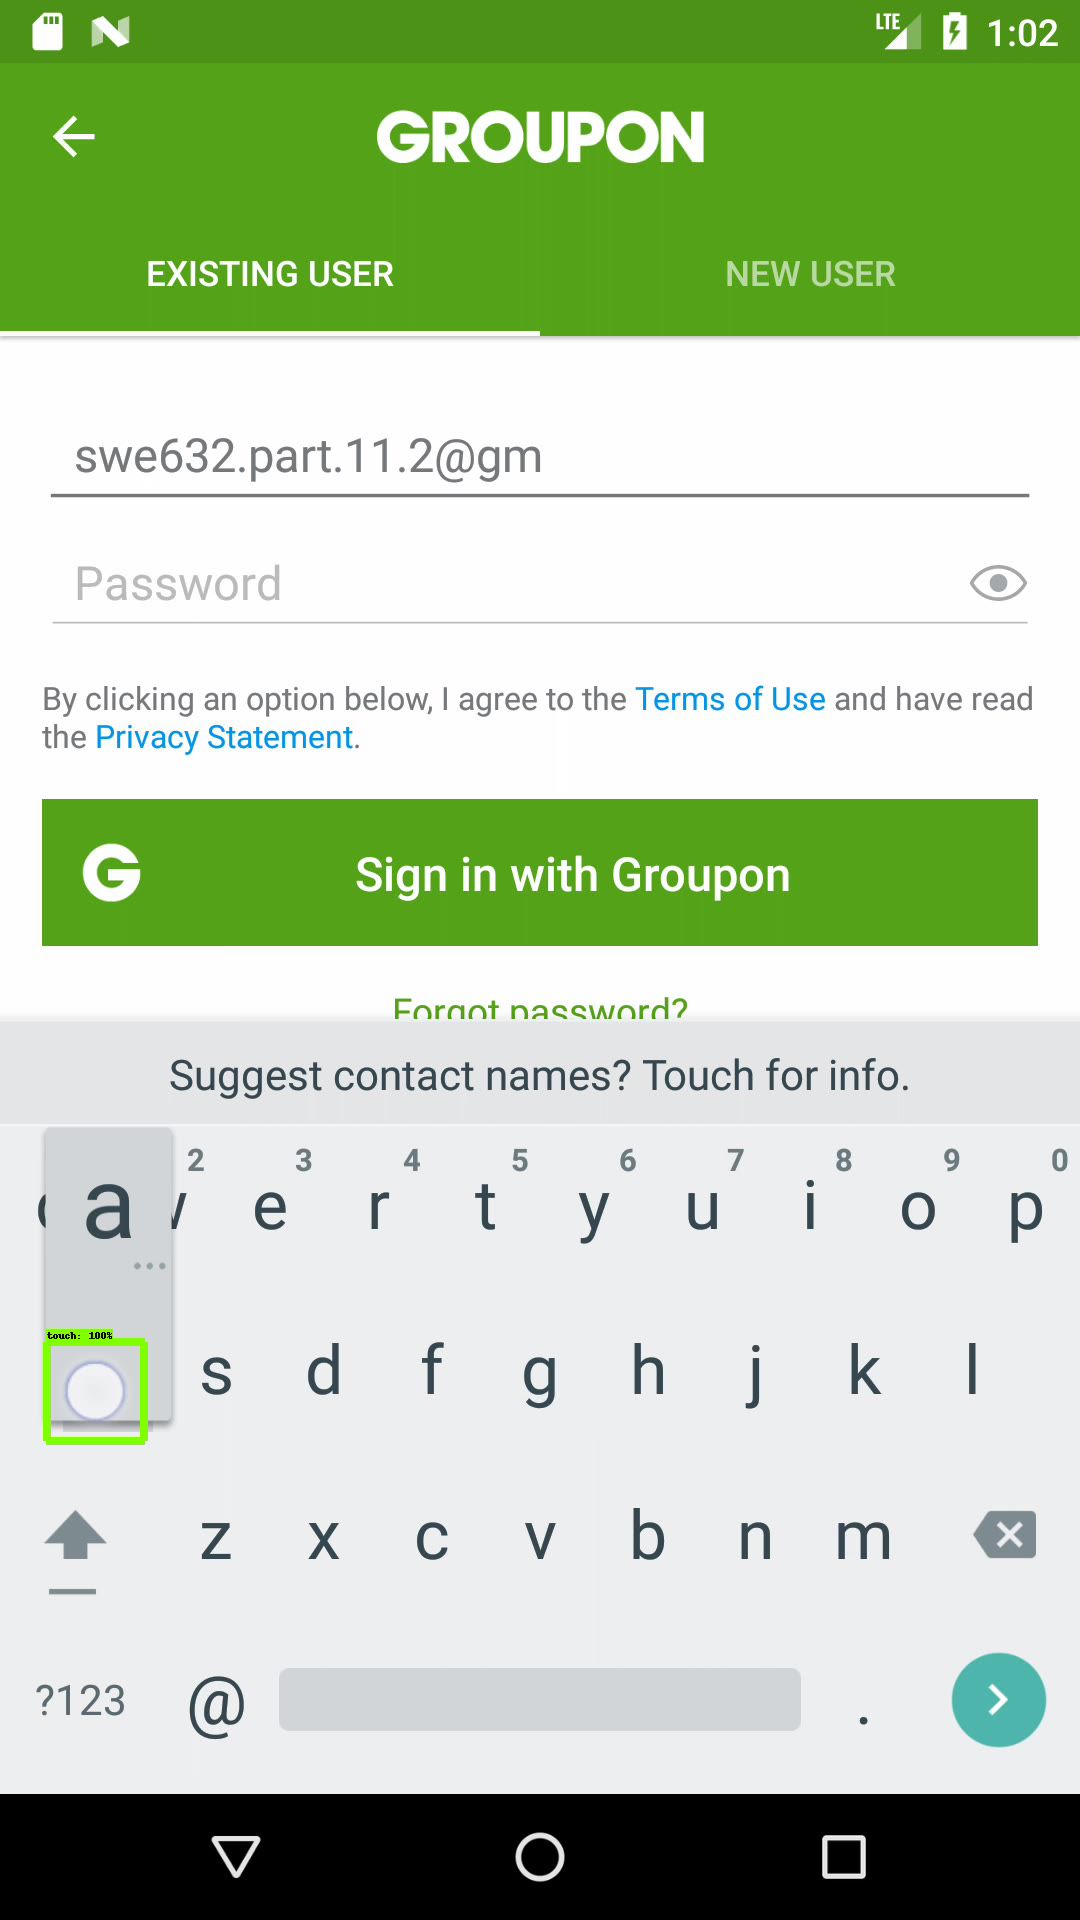 LTE 1:02
GROUPON
EXISTING USER NEW USER
swe632.part.11.2@gm
Password
By clicking an option below, I agree to the Terms of Use and have read
the Privacy Statement.
G Sign in with Groupon
Forgot password?
Suggest contact names? Touch for info.
2 3 4 5 6 7 8 9 0
a e r t y u i o p
touch: 100%
s d f g h j k l
z x c v b n m
?123 @ .